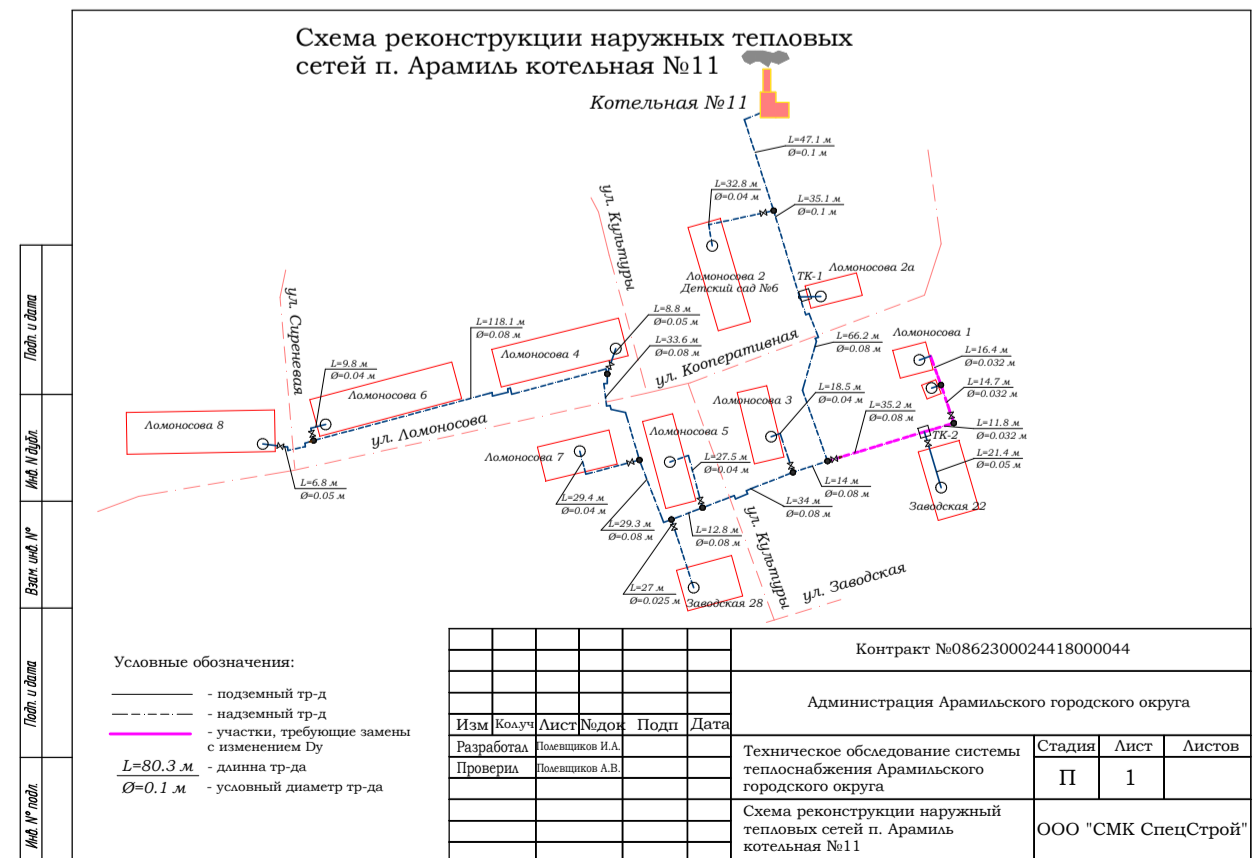 Схема реконструкции наружных тепловых
сетей п. Арамиль котельная №11
Котельная №11
L=47.1 м
Ø=0.1 м
L=32.8 м
Ø=0.04 м
L=35.1 м
Ø=0.1 м
ул. Культуры
Ломоносова 2
Детский сад №6
ТК-1
Ломоносова 2а
ул. Сиреневая
L=118.1 м
Ø=0.08 м
L=8.8 м
Ø=0.05 м
L=33.6 м
Ø=0.08 м
ул. Кооперативная
L=66.2 м
Ø=0.08 м
Ломоносова 1
L=16.4 м
Ø=0.032 м
L=14.7 м
Ø=0.032 м
L=11.8 м
Ø=0.032 м
L=9.8 м
Ø=0.04 м
Ломоносова 4
Ломоносова 6
Ломоносова 8
ул. Ломоносова
Ломоносова 3
L=18.5 м
Ø=0.04 м
L=35.2 м
Ø=0.08 м
ТК-2
L=21.4 м
Ø=0.05 м
Ломоносова 5
Ломоносова 7
L=27.5 м
Ø=0.04 м
L=6.8 м
Ø=0.05 м
L=29.4 м
Ø=0.04 м
L=14 м
Ø=0.08 м
L=34 м
Ø=0.08 м
Заводская 22
L=29.3 м
Ø=0.08 м
L=12.8 м
Ø=0.08 м
ул. Культуры
ул. Заводская
L=27 м
Ø=0.025 м
Заводская 28
Условные обозначения:
- подземный тр-д
- надземный тр-д
- участки, требующие замены
с изменением Dу
L=80.3 м - длинна тр-да
Ø=0.1 м - условный диаметр тр-да
Подп. и дата
Инв. N дубл.
Взам. инв. №
Подп. и дата
Инв. № подл.
Контракт №0862300024418000044
Администрация Арамильского городского округа
Изм Кол.уч Лист №док Подп Дата
Разработал Полевщиков И.А.
Проверил Полевщиков А.В.
Техническое обследование системы
теплоснабжения Арамильского
городского округа
Стадия Лист Листов
П 1
Схема реконструкции наружный
тепловых сетей п. Арамиль
котельная №11
ООО "СМК СпецСтрой"